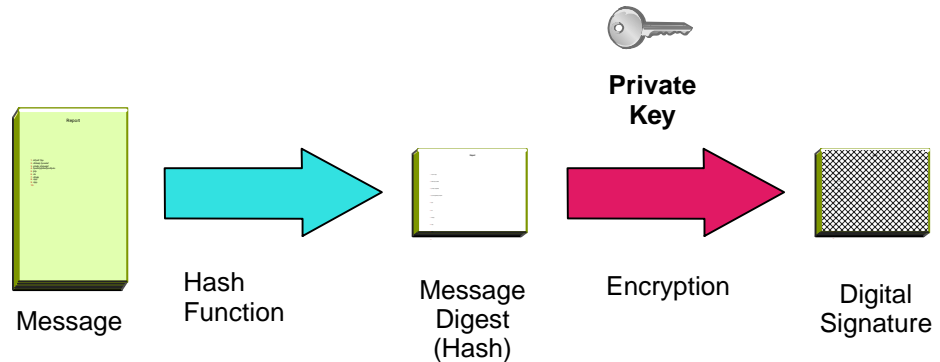 Private
Key
Report
Hash
Function
Message
Digest
(Hash)
Encryption
Digital
Signature
Message